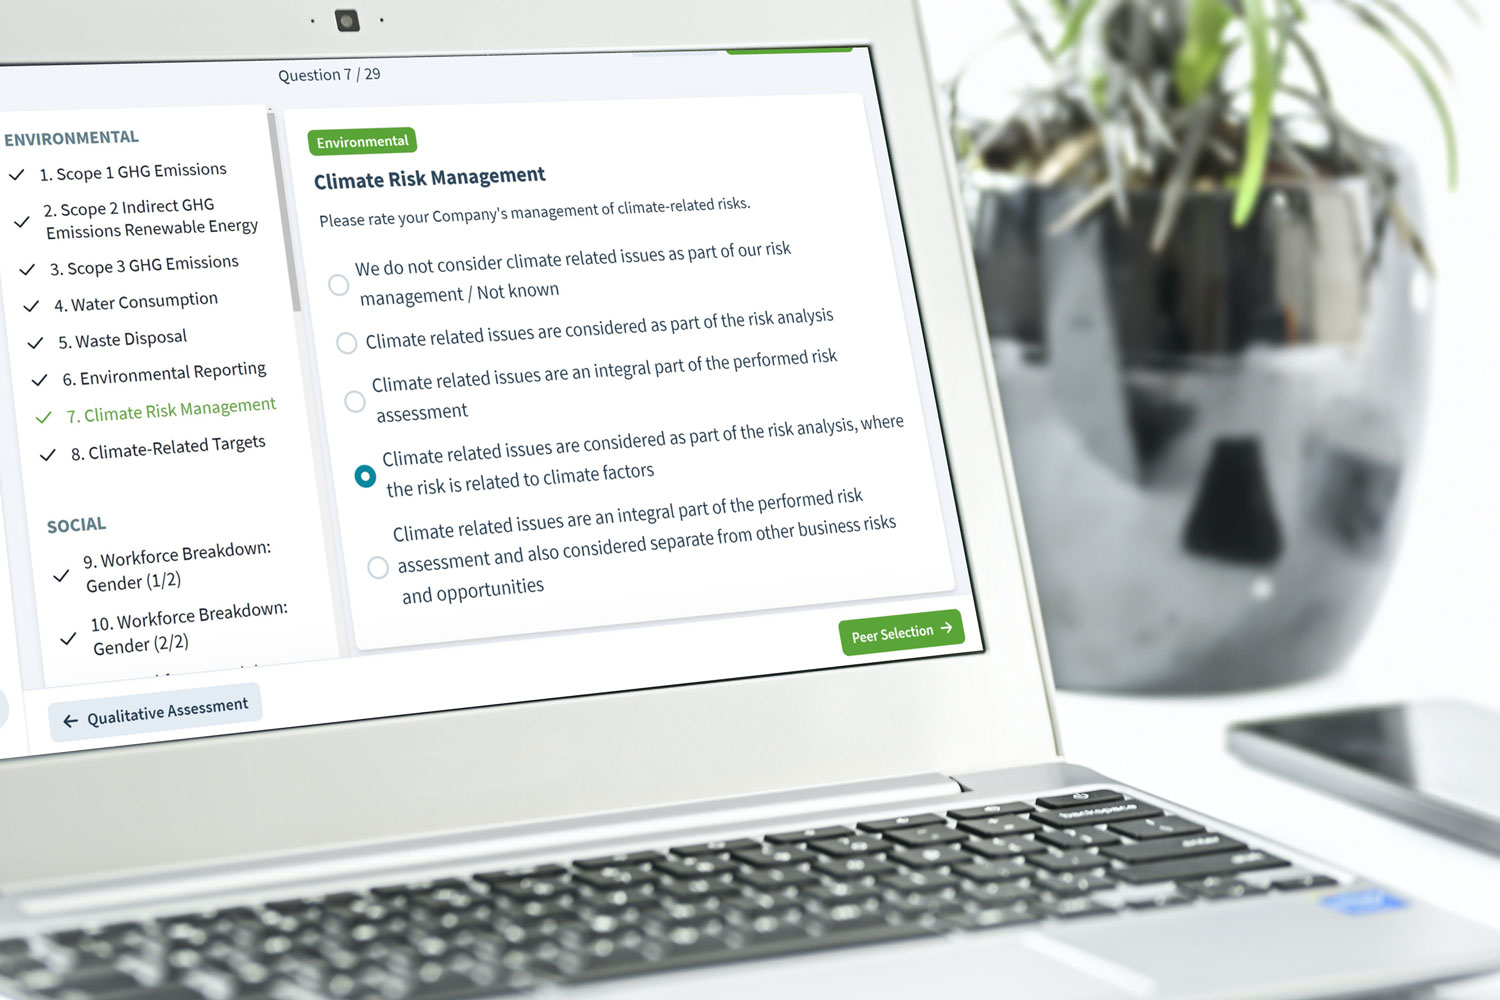 Question 7 / 29
ENVIRONMENTAL
1. Scope 1 GHG Emissions
2. Scope 2 Indirect GHG
Emissions Renewable Energy
3. Scope 3 GHG Emissions
4. Water Consumption
5. Waste Disposal
6. Environmental Reporting
7. Climate Risk Management
8. Climate-Related Targets
SOCIAL
9. Workforce Breakdown:
Gender (1/2)
10. Workforce Breakdown:
Gender (2/2)
Environmental
Climate Risk Management
Please rate your Company's management of climate-related risks.
We do not consider climate related issues as part of our risk
management / Not known
Climate related issues are considered as part of the risk analysis
Climate related issues are an integral part of the performed risk
assessment
Climate related issues are considered as part of the risk analysis, where
the risk is related to climate factors
Climate related issues are an integral part of the performed risk
assessment and also considered separate from other business risks
and opportunities
← Qualitative Assessment
Peer Selection →
backspace
enter
shift